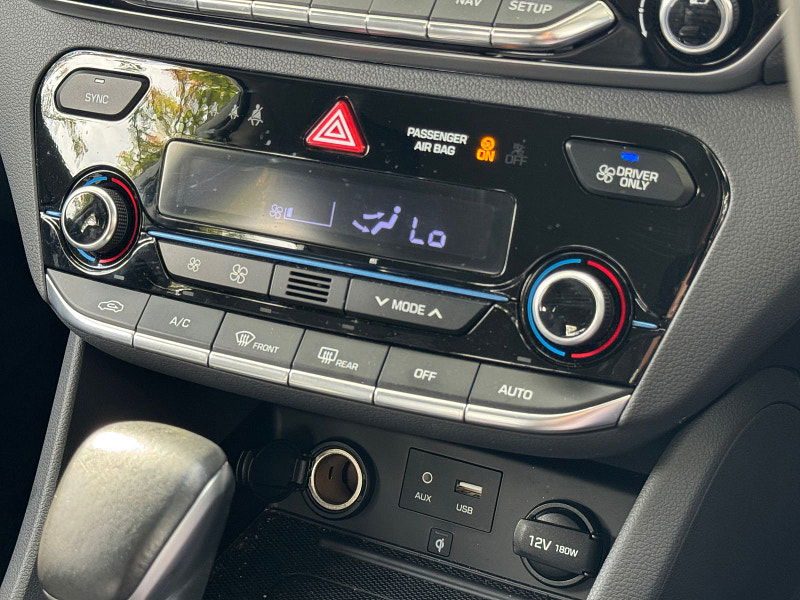 NAV
SETUP
SYNC
PASSENGER
AIR BAG
ON
OFF
DRIVER
ONLY
Lo
MODE
A/C
FRONT
REAR
OFF
AUTO
AUX
USB
12V 180W